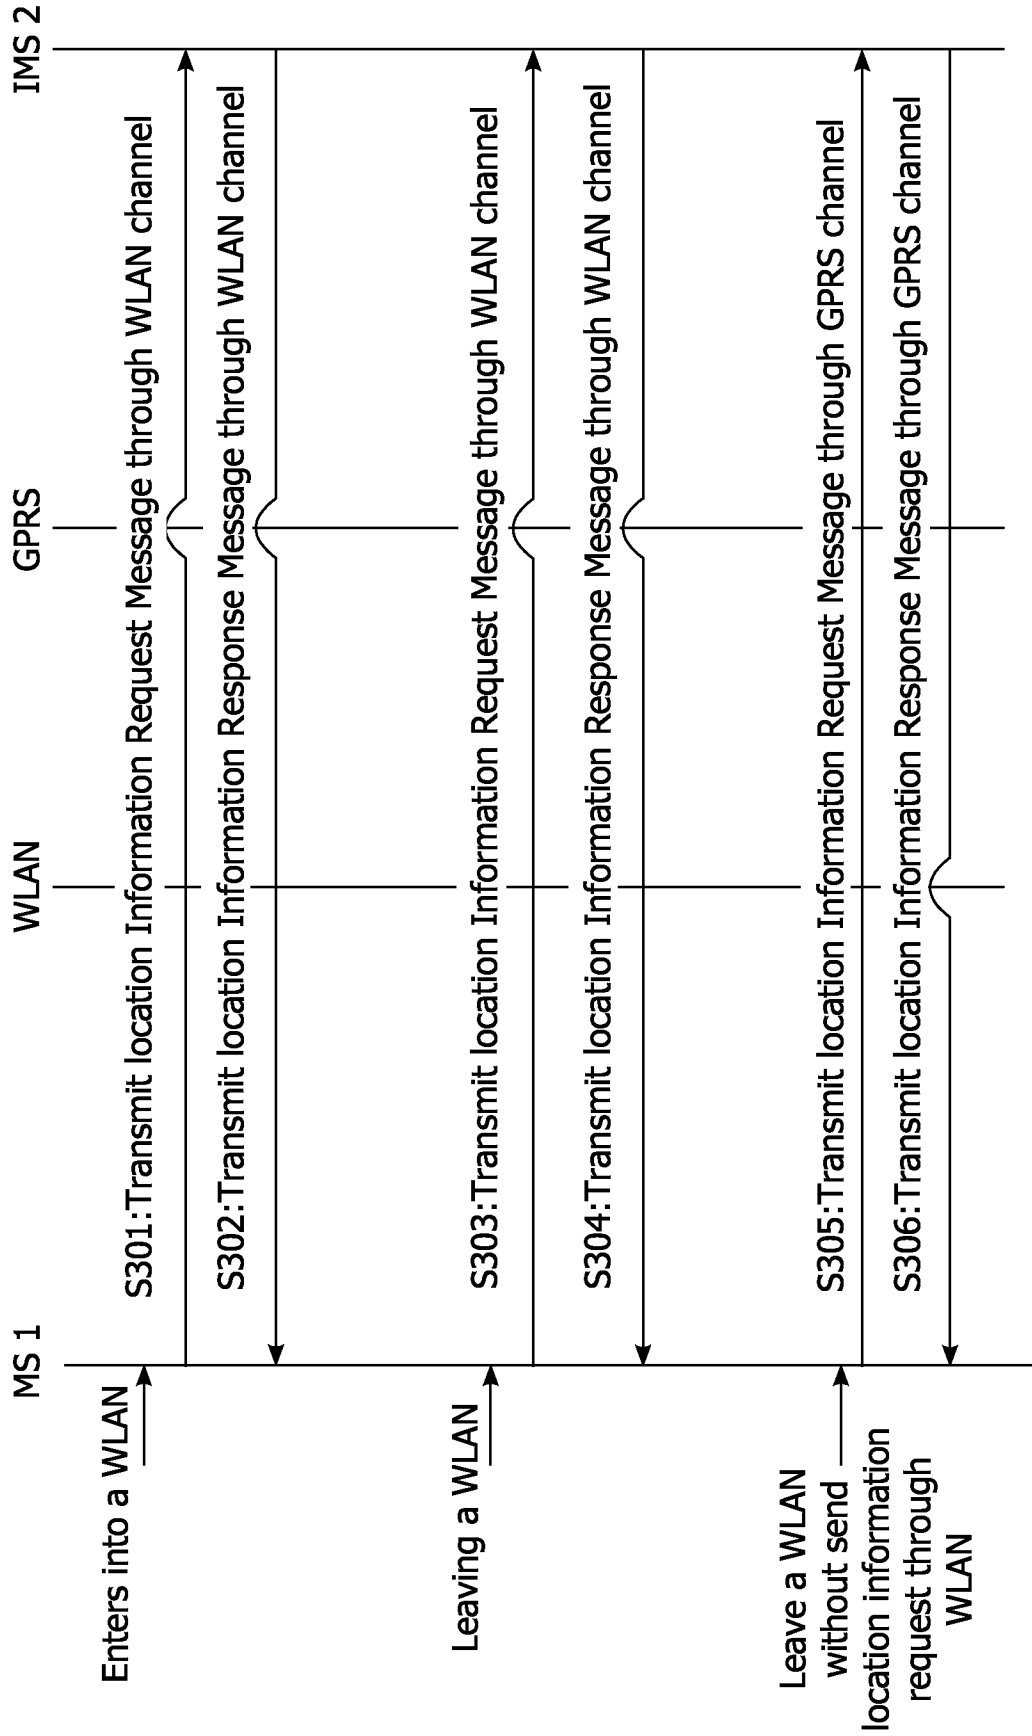 MS 1
WLAN
GPRS
IMS 2
Enters into a WLAN
S301:Transmit location Information Request Message through WLAN channel
S302:Transmit location Information Response Message through WLAN channel
Leaving a WLAN
S303:Transmit location Information Request Message through WLAN channel
S304:Transmit location Information Response Message through WLAN channel
Leave a WLAN
without send
location information
request through
WLAN
S305:Transmit location Information Request Message through GPRS channel
S306:Transmit location Information Response Message through GPRS channel